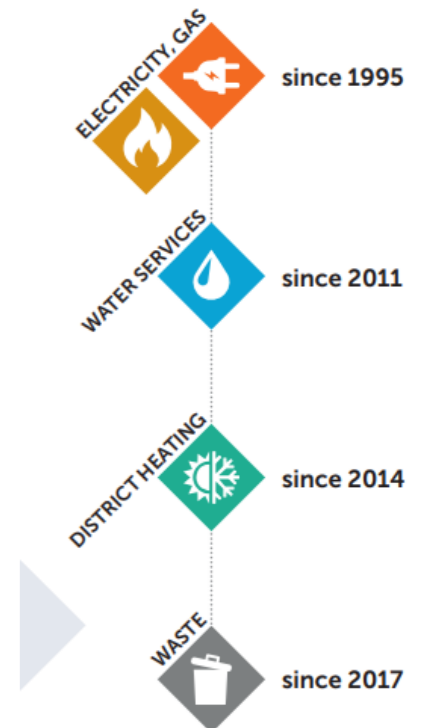 ELECTRICITY, GAS
since 1995
WATER SERVICES
since 2011
DISTRICT HEATING
since 2014
WASTE
since 2017